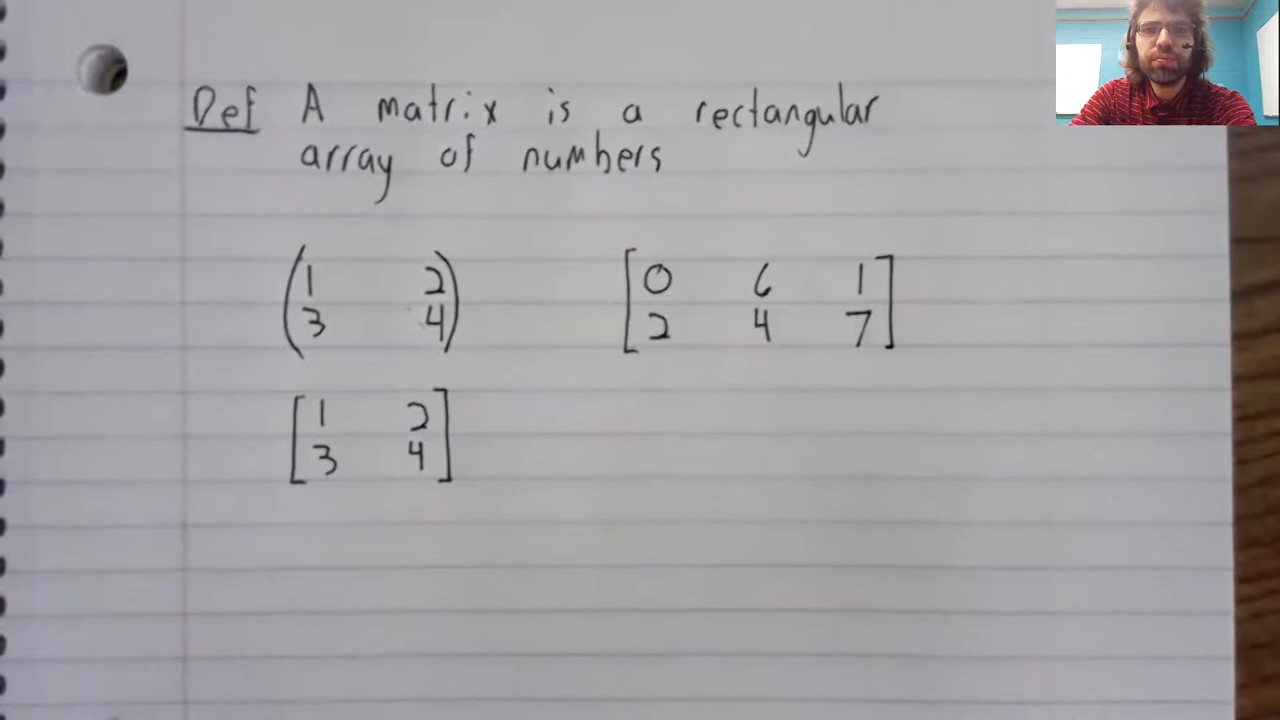 Def A matrix is a rectangular
array of numbers
1 2
3 4
0 6 1
2 4 7
1 2
3 4